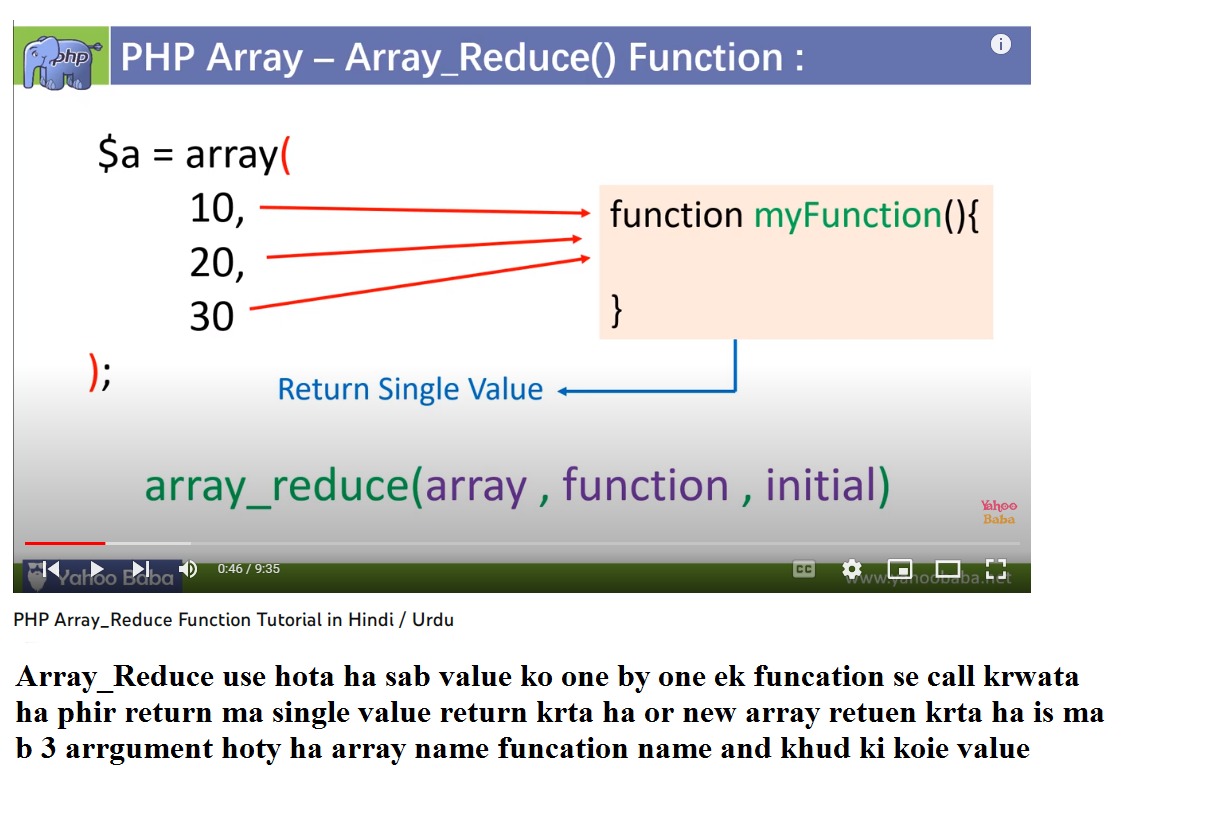 php
PHP Array – Array_Reduce() Function :
i
$a = array(
10,
20,
30
);
function myFunction(){
}
Return Single Value
array_reduce(array , function , initial)
Yahoo
Baba
Yahoo Baba
0:46 / 9:35
CC
www.yahoobaba.net
PHP Array_Reduce Function Tutorial in Hindi / Urdu
Array_Reduce use hota ha sab value ko one by one ek funcation se call krwata
ha phir return ma single value return krta ha or new array retuen krta ha is ma
b 3 arrgument hoty ha array name funcation name and khud ki koie value